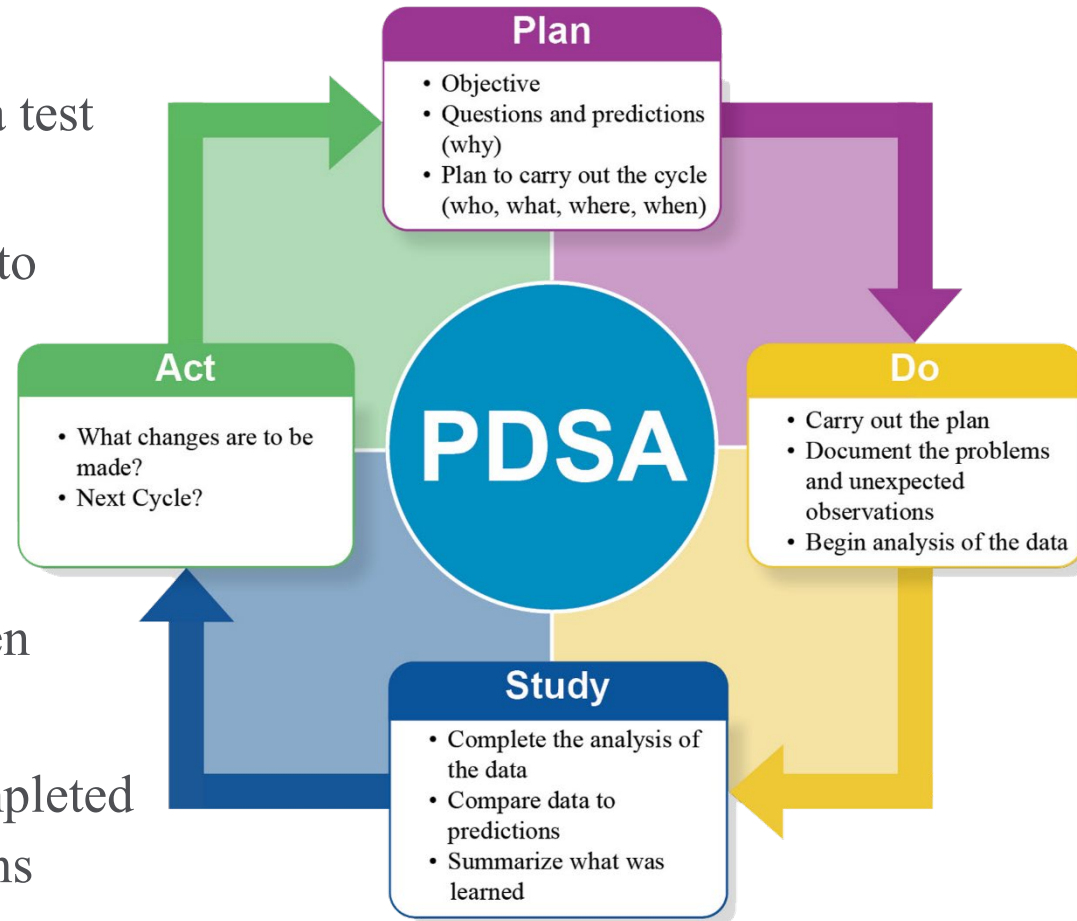 a test
to
en
mpleted
ns
Plan
• Objective
• Questions and predictions
(why)
• Plan to carry out the cycle
(who, what, where, when)
Do
• Carry out the plan
• Document the problems
and unexpected
observations
• Begin analysis of the data
Study
• Complete the analysis of
the data
• Compare data to
predictions
• Summarize what was
learned
Act
• What changes are to be
made?
• Next Cycle?
PDSA